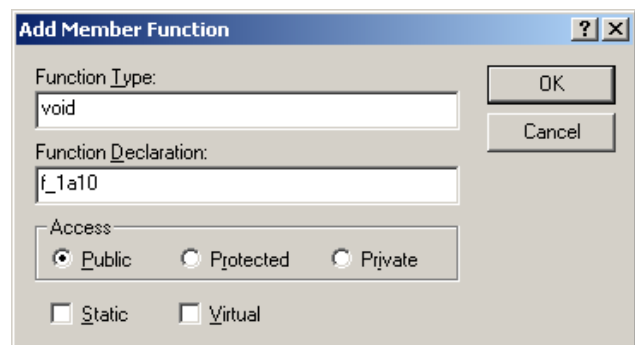 Add Member Function
? X
Function Type:
OK
void
Cancel
Function Declaration:
f_1a10
Access
Public Protected Private
Static Virtual